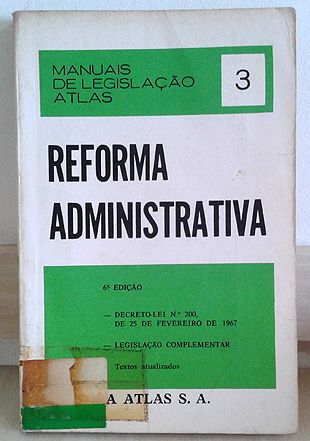 MANUAIS
DE LEGISLAÇÃO
ATLAS
3
REFORMA
ADMINISTRATIVA
6ª EDIÇÃO
— DECRETO-LEI N.º 200,
DE 25 DE FEVEREIRO DE 1967
— LEGISLAÇÃO COMPLEMENTAR
Textos atualizados
A ATLAS S. A.